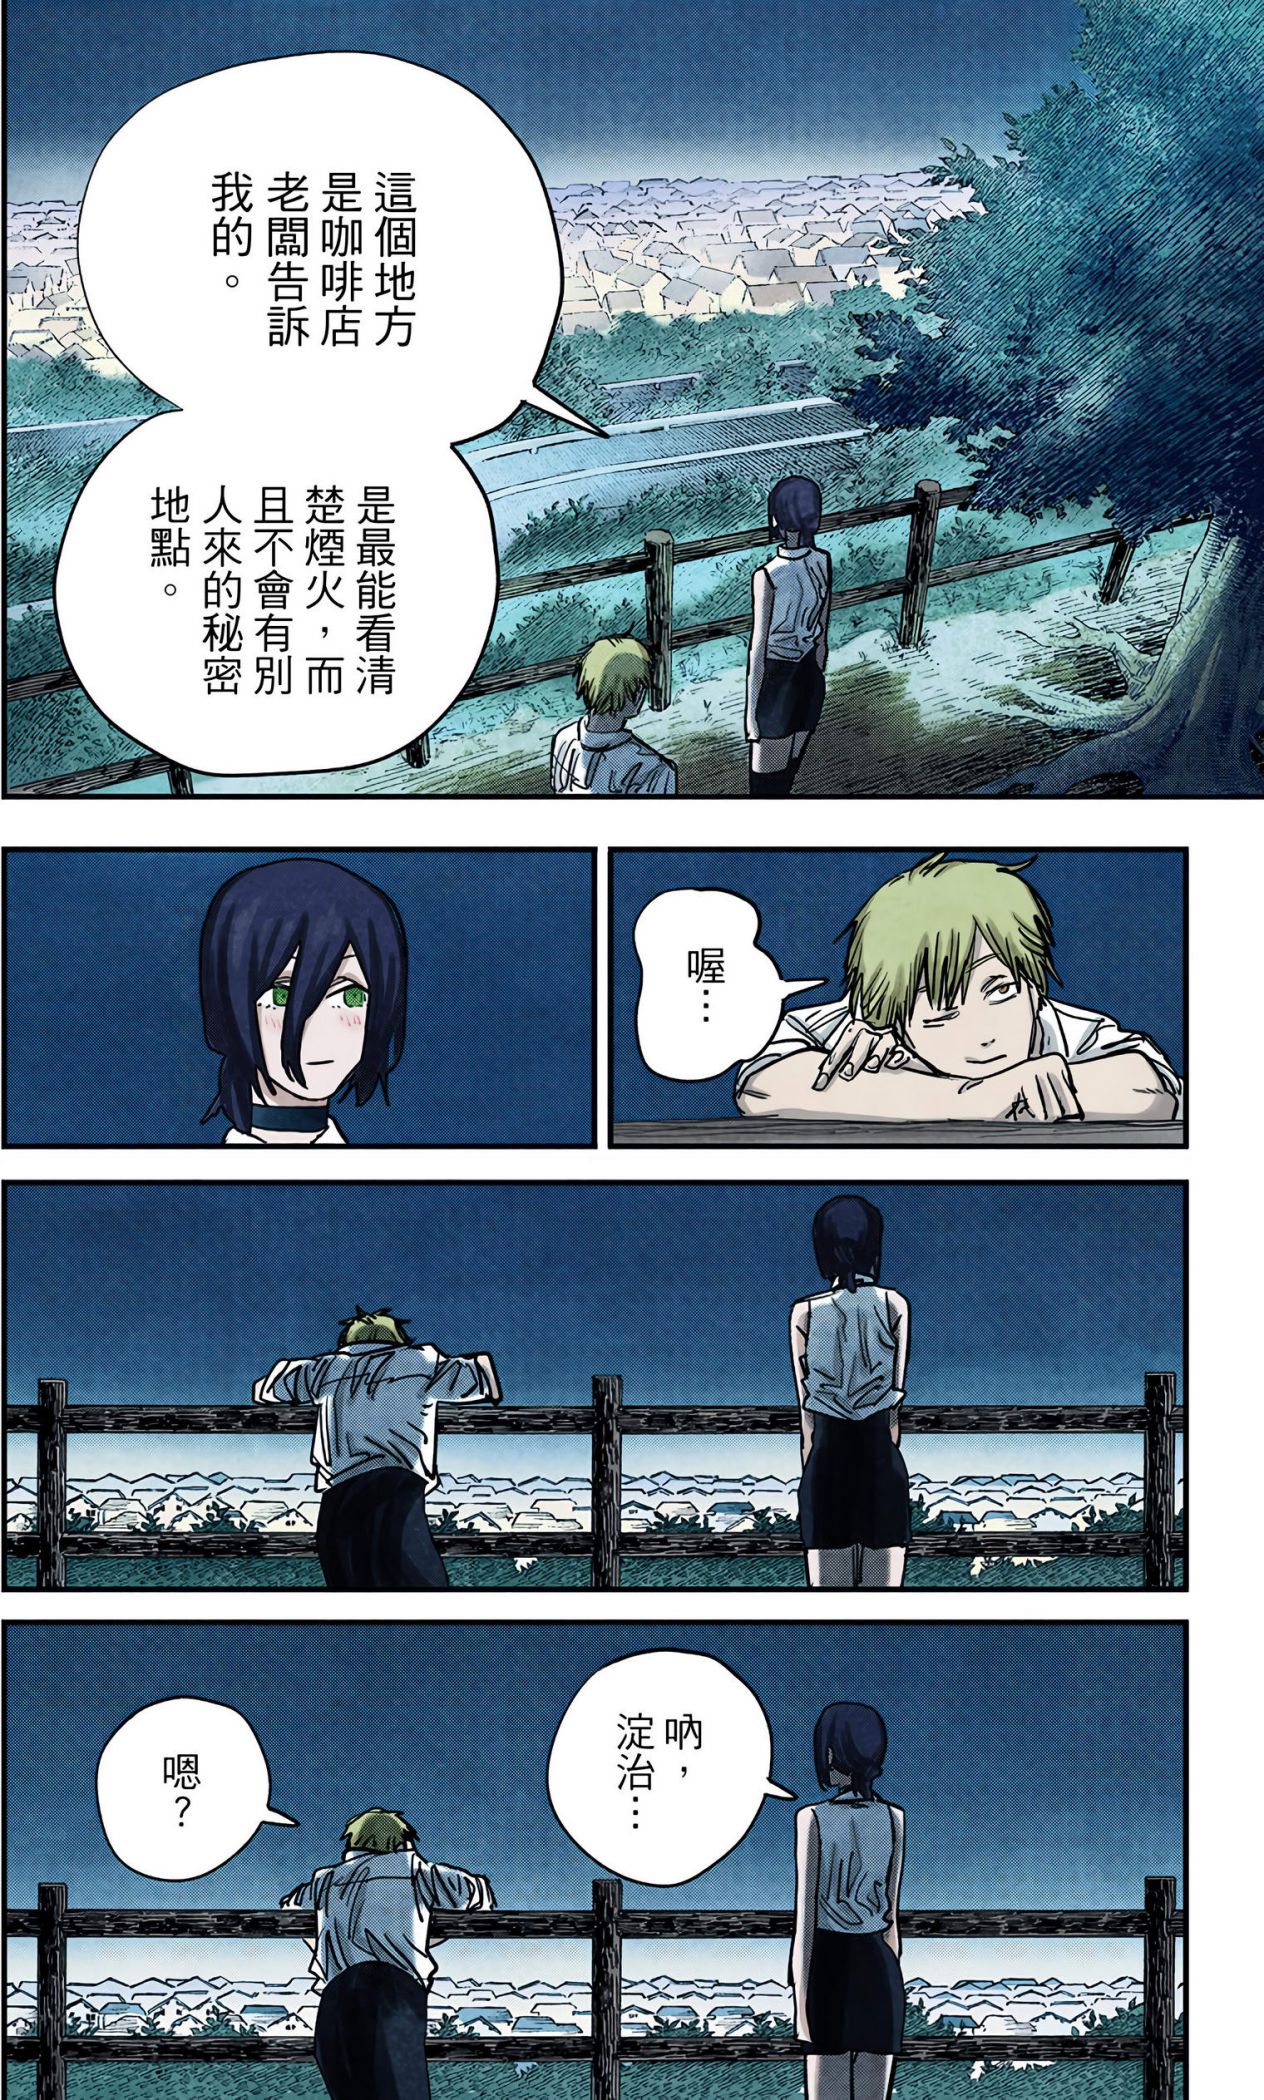 這個地方
是咖啡店
老闆告訴
我的。
是最能看清
楚煙火，而
且不會有別
人來的秘密
地點。
喔…
吶，
淀治…
嗯？